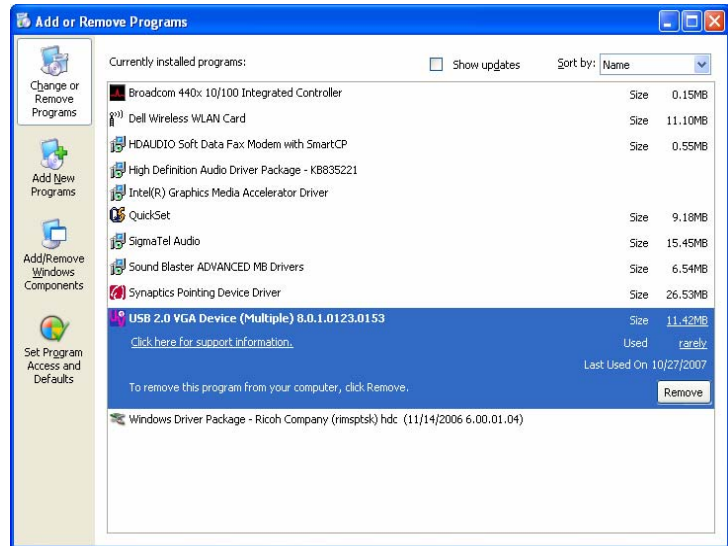 Add or Remove Programs
Change or
Remove
Programs
Add New
Programs
Add/Remove
Windows
Components
Set Program
Access and
Defaults
Currently installed programs:
Show updates
Sort by: Name
Broadcom 440x 10/100 Integrated Controller Size 0.15MB
Dell Wireless WLAN Card Size 11.10MB
HDAUDIO Soft Data Fax Modem with SmartCP Size 0.55MB
High Definition Audio Driver Package - KB835221
Intel(R) Graphics Media Accelerator Driver
QuickSet Size 9.18MB
SigmaTel Audio Size 15.45MB
Sound Blaster ADVANCED MB Drivers Size 6.54MB
Synaptics Pointing Device Driver Size 26.53MB
USB 2.0 VGA Device (Multiple) 8.0.1.0123.0153 Size 11.42MB
Click here for support information. Used rarely
Last Used On 10/27/2007
To remove this program from your computer, click Remove. Remove
Windows Driver Package - Ricoh Company (rimsptsk) hdc (11/14/2006 6.00.01.04)